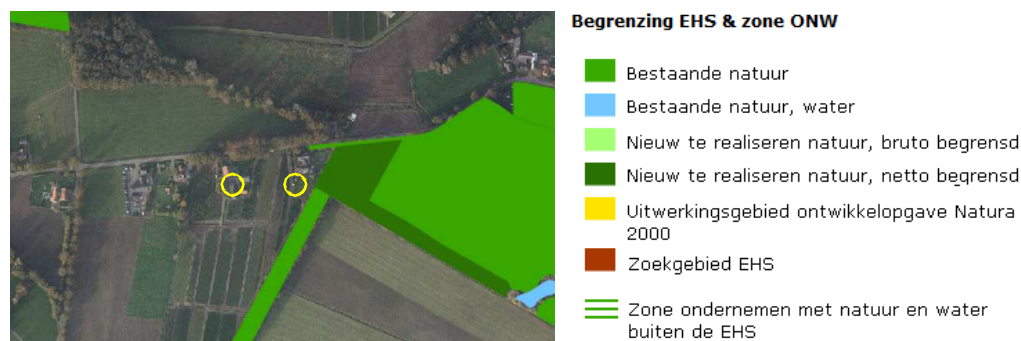 Begrenzing EHS & zone ONW
Bestaande natuur
Bestaande natuur, water
Nieuw te realiseren natuur, bruto begrensd
Nieuw te realiseren natuur, netto begrensd
Uitwerkingsgebied ontwikkelopgave Natura
2000
Zoekgebied EHS
Zone ondernemen met natuur en water
buiten de EHS